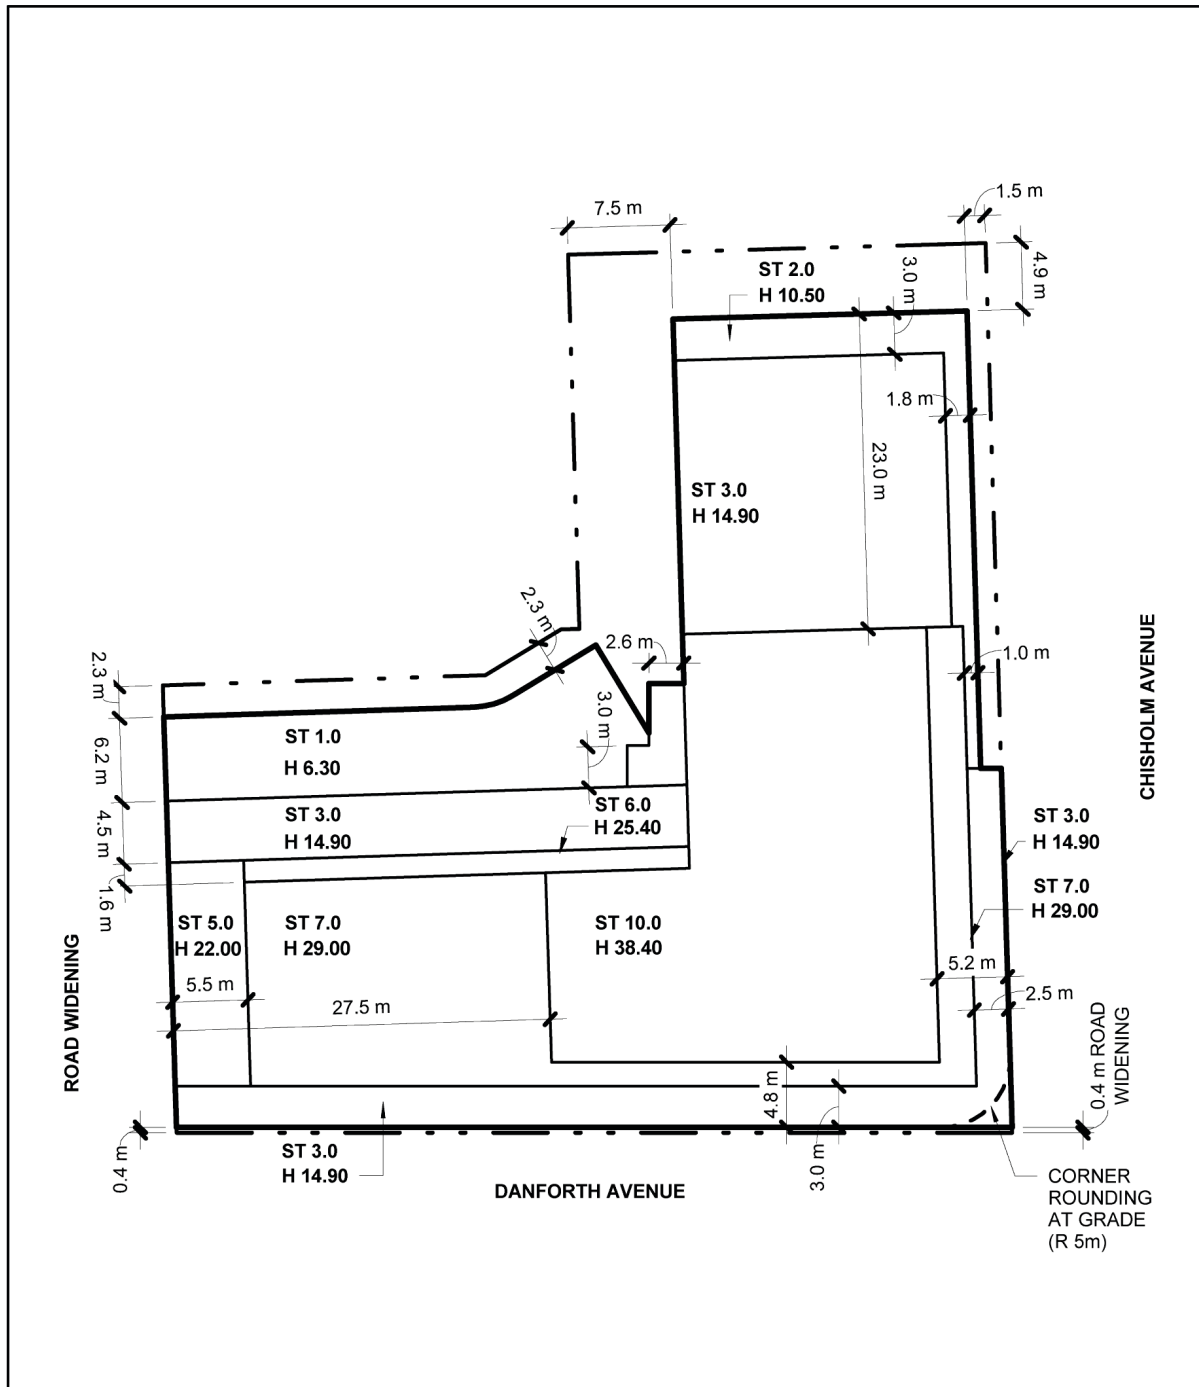 1.5 m
7.5 m
4.9 m
ST 2.0
H 10.50
3.0 m
1.8 m
23.0 m
ST 3.0
H 14.90
2.3 m
2.6 m
1.0 m
CHISHOLM AVENUE
2.3 m
3.0 m
ST 1.0
H 6.30
6.2 m
ST 3.0
H 14.90
ST 6.0
H 25.40
4.5 m
ST 3.0
H 14.90
1.6 m
ST 7.0
H 29.00
ST 5.0
H 22.00
ST 7.0
H 29.00
ST 10.0
H 38.40
5.2 m
5.5 m
2.5 m
27.5 m
ROAD WIDENING
0.4 m ROAD
WIDENING
4.8 m
3.0 m
0.4 m
ST 3.0
H 14.90
DANFORTH AVENUE
CORNER
ROUNDING
AT GRADE
(R 5m)